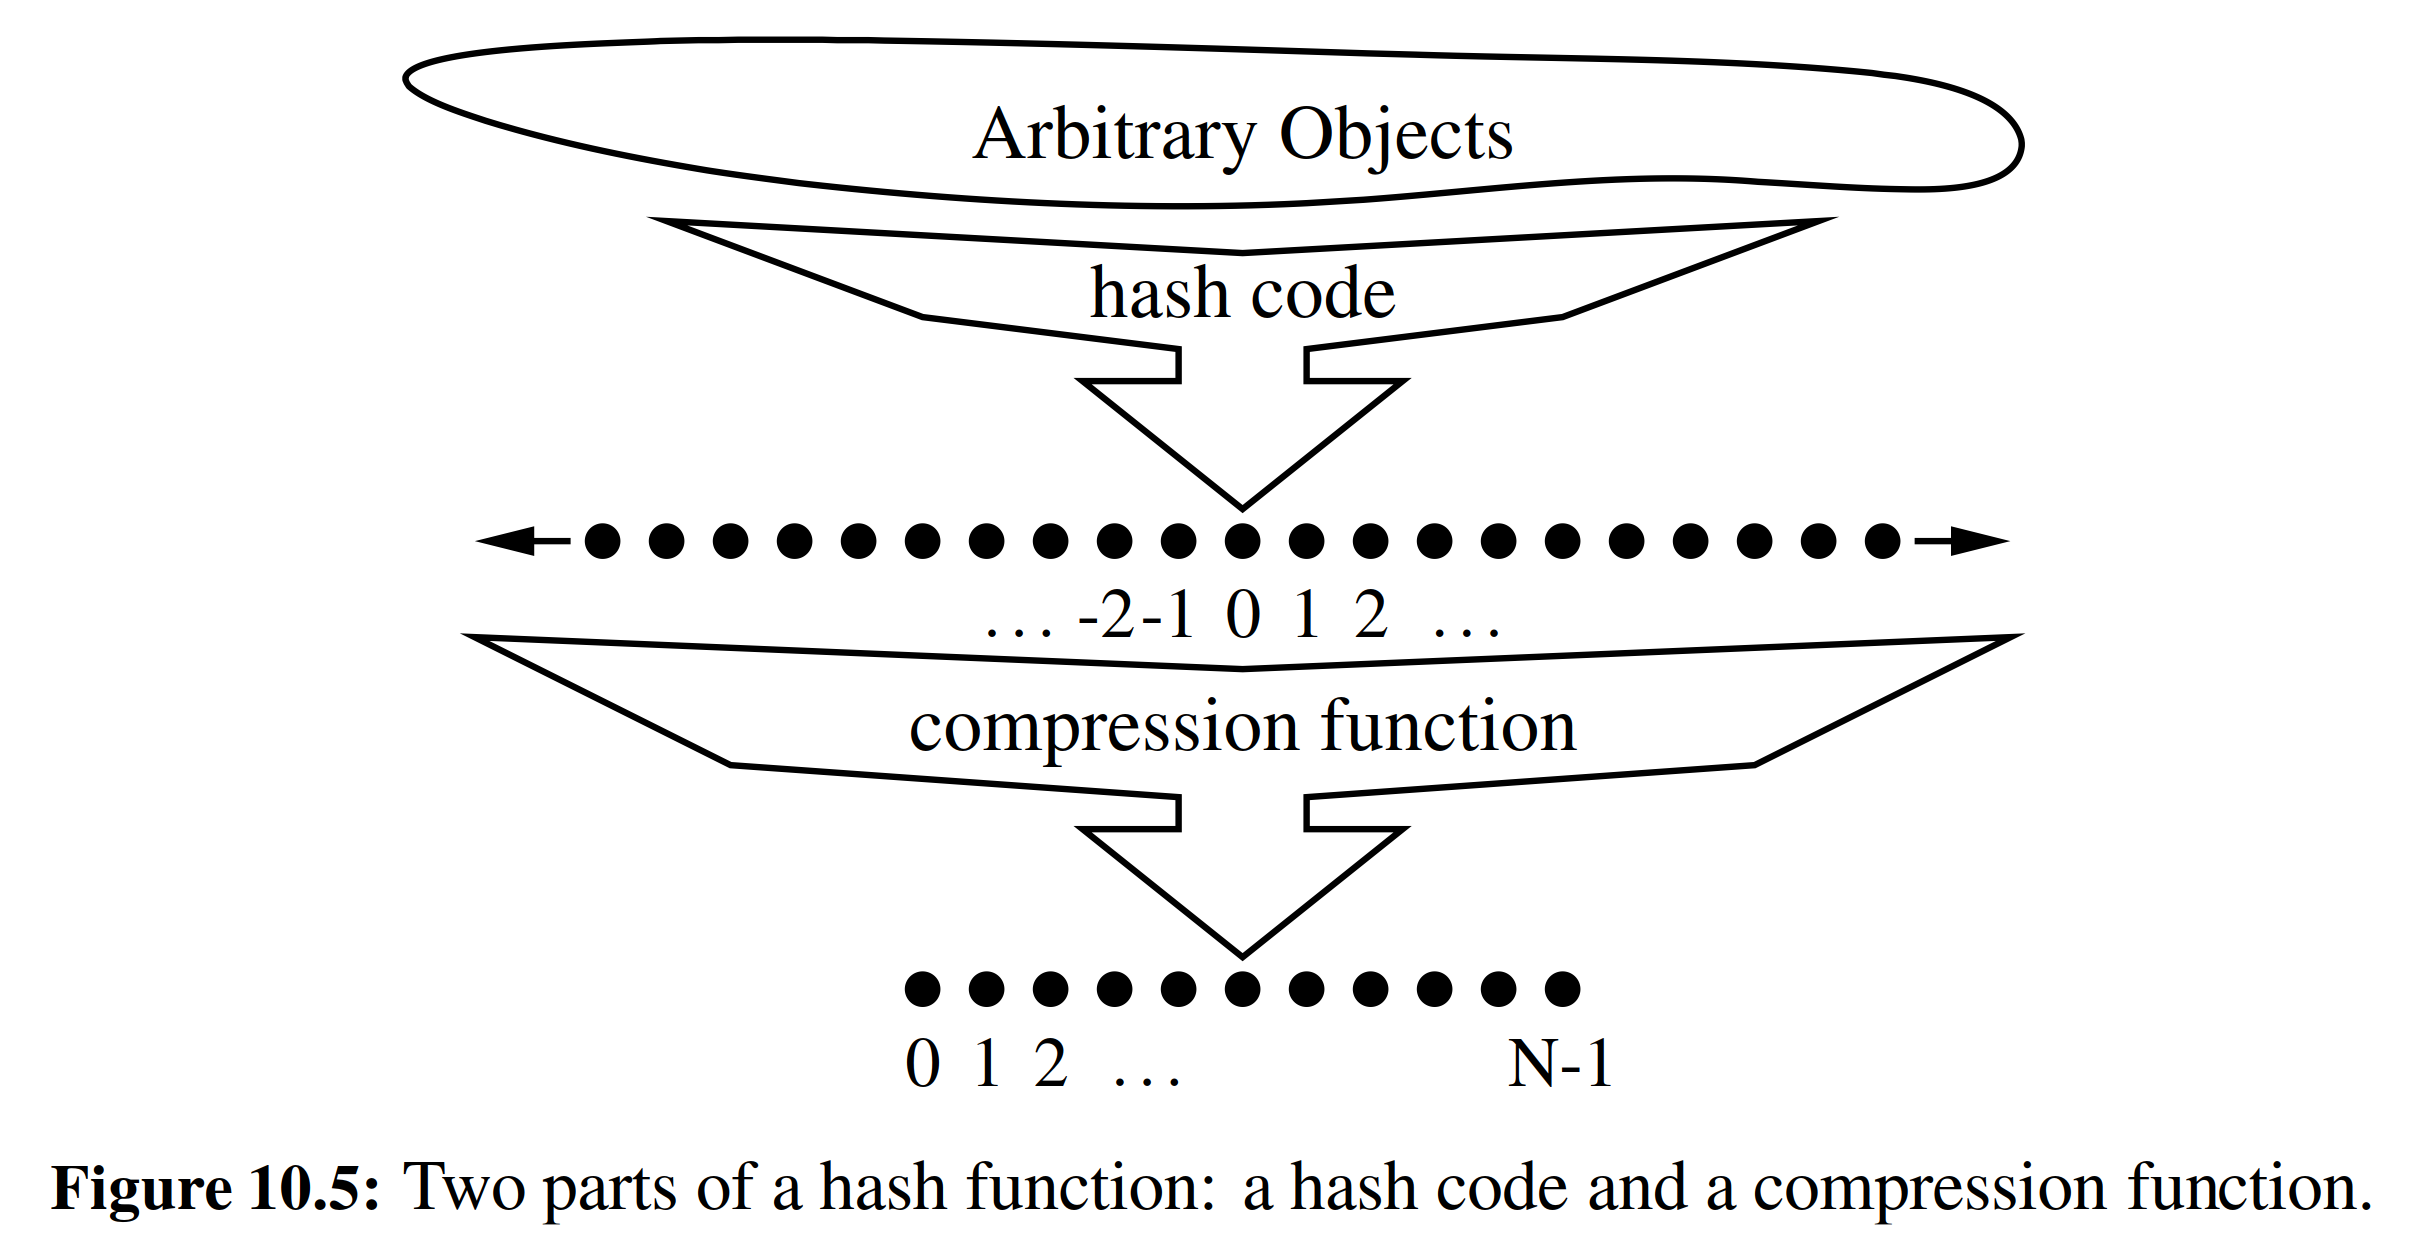 Arbitrary Objects
hash code
... -2 -1 0 1 2 ...
compression function
0 1 2 ... N-1
Figure 10.5: Two parts of a hash function: a hash code and a compression function.